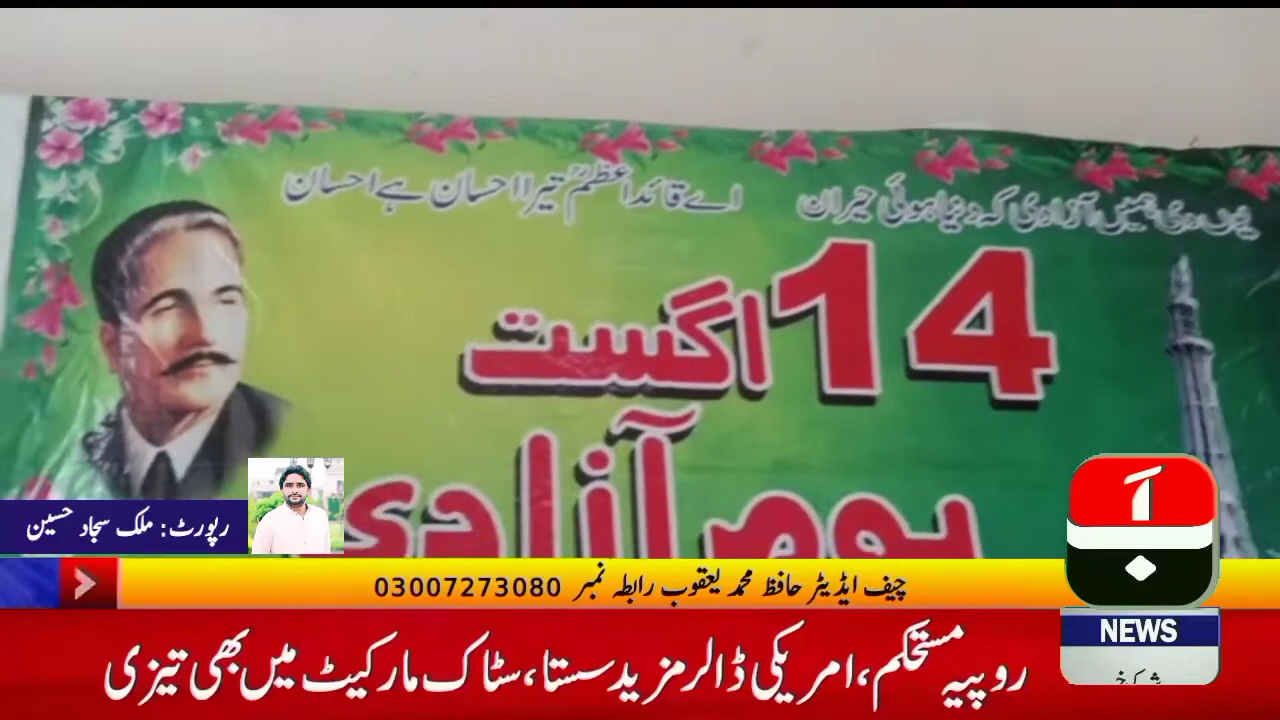 یوں دی ہمیں آزادی کہ دنیا ہوئی حیران
اے قائداعظمؒ تیرا احسان ہے احسان
14 اگست
یوم آزادی
رپورٹ: ملک سجاد حسین
چیف ایڈیٹر حافظ محمد یعقوب رابطہ نمبر 03007273080
روپیہ مستحکم، امریکی ڈالر مزید سستا، سٹاک مارکیٹ میں بھی تیزی
1
NEWS